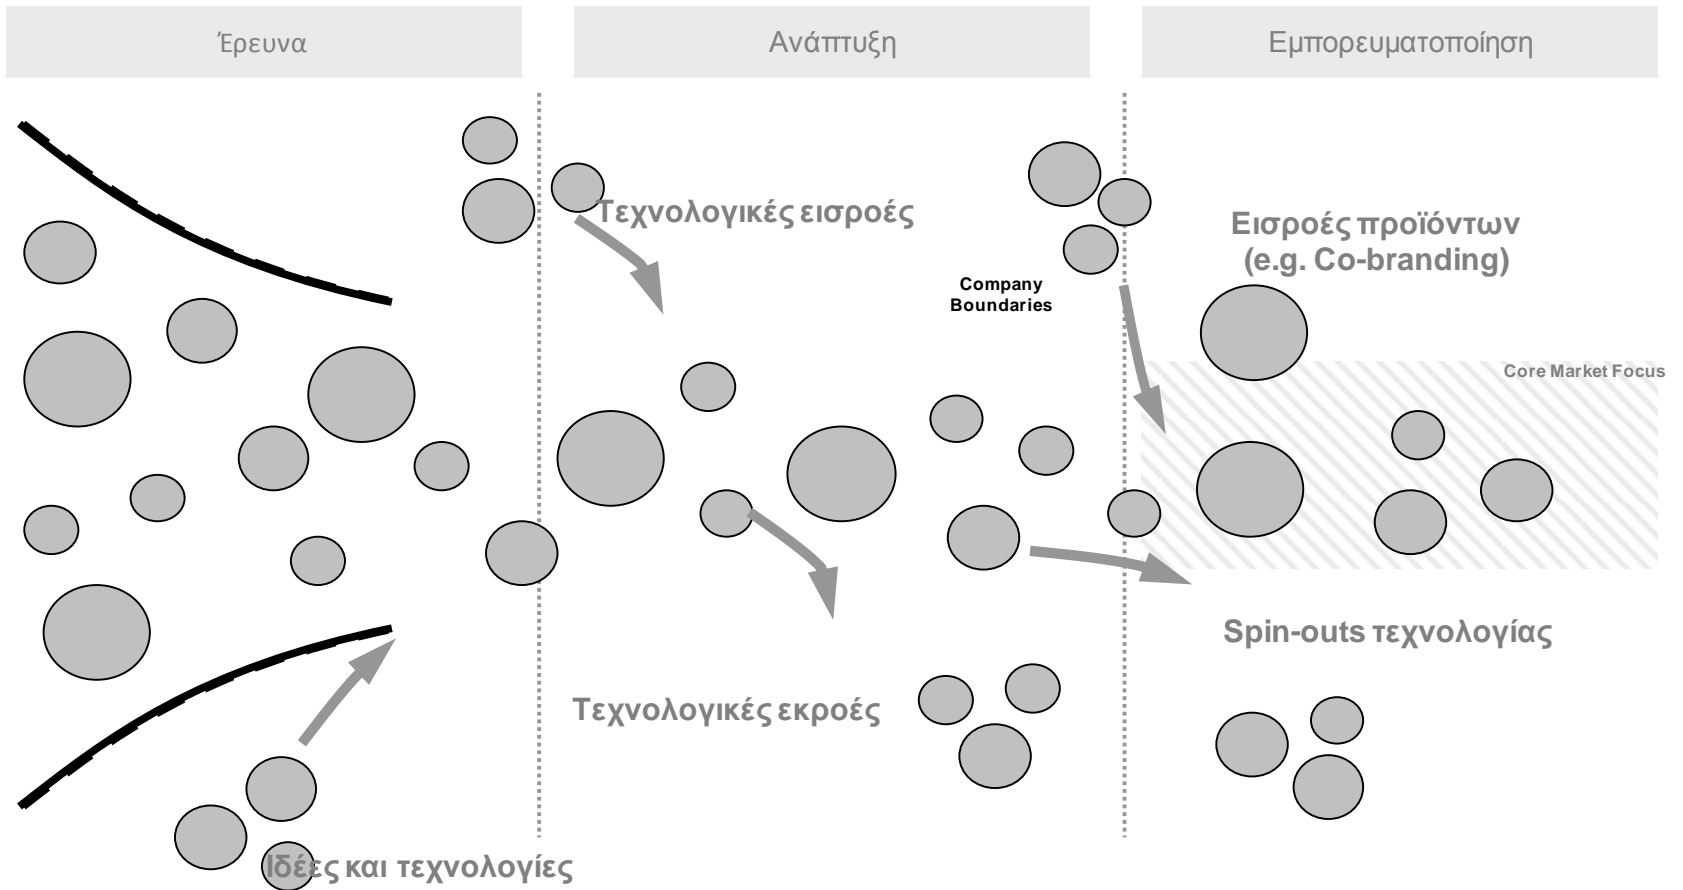 Έρευνα
Ανάπτυξη
Εμπορευματοποίηση
Τεχνολογικές εισροές
Εισροές προϊόντων
(e.g. Co-branding)
Company
Boundaries
Core Market Focus
Spin-outs τεχνολογίας
Τεχνολογικές εκροές
Ιδέες και τεχνολογίες